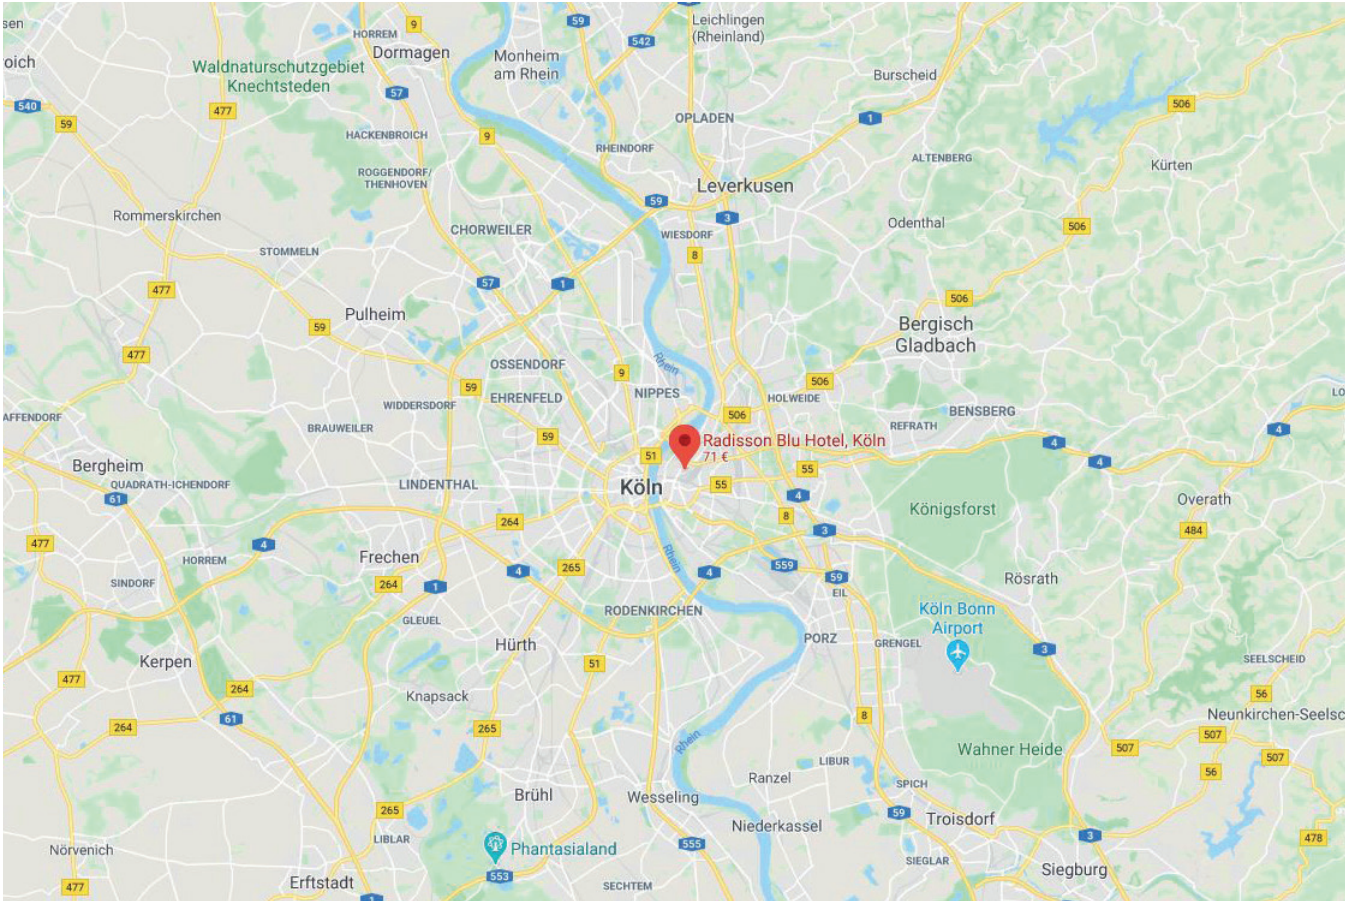 sen
HORREM
9
Dormagen
59
Leichlingen
(Rheinland)
542
Monheim
am Rhein
oich
Waldnaturschutzgebiet
Knechtsteden
57
Burscheid
540
59
477
506
1
OPLADEN
HACKENBROICH
9
RHEINDORF
ALTENBERG
Kürten
ROGGENDORF/
THENHOVEN
Leverkusen
59
3
Rommerskirchen
CHORWEILER
WIESDORF
Odenthal
506
STOMMELN
8
57
1
477
506
Pulheim
59
Bergisch
Gladbach
477
OSSENDORF
Rhein
9
506
59
EHRENFELD
NIPPES
HOLWEIDE
LO
WIDDERSDORF
506
BENSBERG
AFFENDORF
BRAUWEILER
REFRATH
59
4
4
Radisson Blu Hotel, Köln
71 €
51
4
Bergheim
55
QUADRATH-ICHENDORF
LINDENTHAL
Köln
55
61
4
Overath
Königsforst
8
264
3
484
477
4
HORREM
Frechen
Rhein
265
4
4
559
59
SINDORF
264
1
EIL
Rösrath
GLEUEL
RODENKIRCHEN
Köln Bonn
Airport
PORZ
GRENGEL
Hürth
3
Kerpen
51
SEELSCHEID
477
264
Knapsack
56
61
8
Neunkirchen-Seelsc
264
265
Rhein
507
507
Wahner Heide
507
LIBUR
Ranzel
56
SPICH
Brühl
Wesseling
265
59
Troisdorf
Niederkassel
LIBLAR
3
478
Nörvenich
Phantasialand
555
SIEGLAR
Siegburg
553
Erftstadt
SECHTEM
477
1